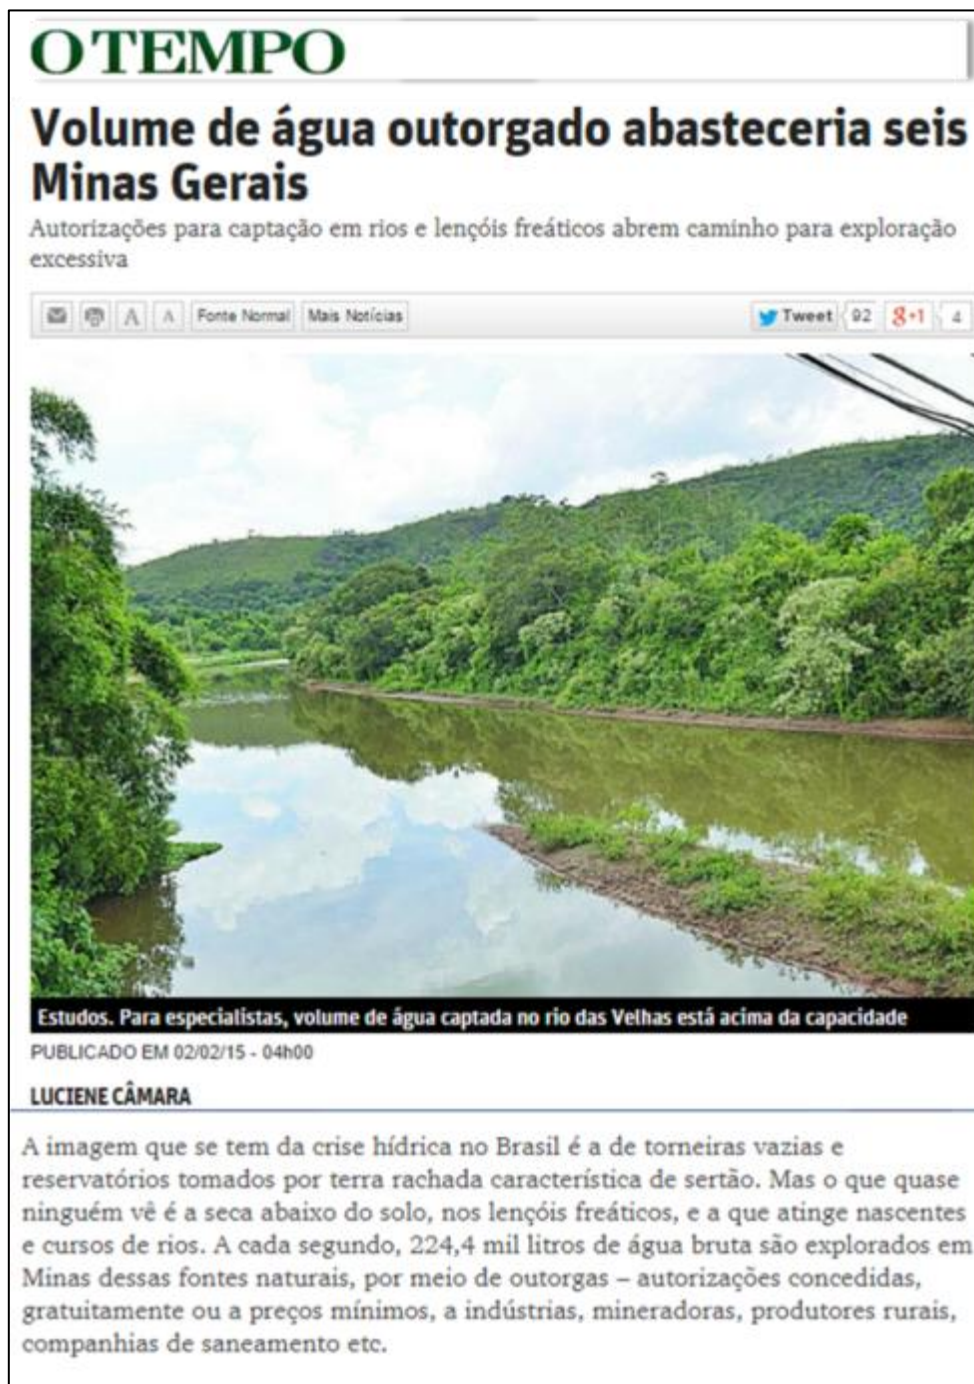 O TEMPO
Volume de água outorgado abasteceria seis
Minas Gerais
Autorizações para captação em rios e lençóis freáticos abrem caminho para exploração
excessiva
A A Fonte Normal Mais Notícias Tweet 92 g+1 4
Estudos. Para especialistas, volume de água captada no rio das Velhas está acima da capacidade
PUBLICADO EM 02/02/15 - 04h00
LUCIENE CÂMARA
A imagem que se tem da crise hídrica no Brasil é a de torneiras vazias e
reservatórios tomados por terra rachada característica de sertão. Mas o que quase
ninguém vê é a seca abaixo do solo, nos lençóis freáticos, e a que atinge nascentes
e cursos de rios. A cada segundo, 224,4 mil litros de água bruta são explorados em
Minas dessas fontes naturais, por meio de outorgas – autorizações concedidas,
gratuitamente ou a preços mínimos, a indústrias, mineradoras, produtores rurais,
companhias de saneamento etc.